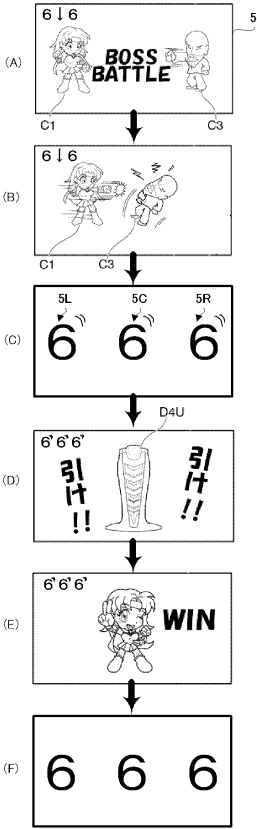 6↓6 5
(A) BOSS
BATTLE
C1 C3
6↓6
(B)
C1 C3
5L 5C 5R
(C) 6 6 6
D4U
6 6 6
(D) 引け!! 引け!!
6 6 6
(E) WIN
(F) 6 6 6